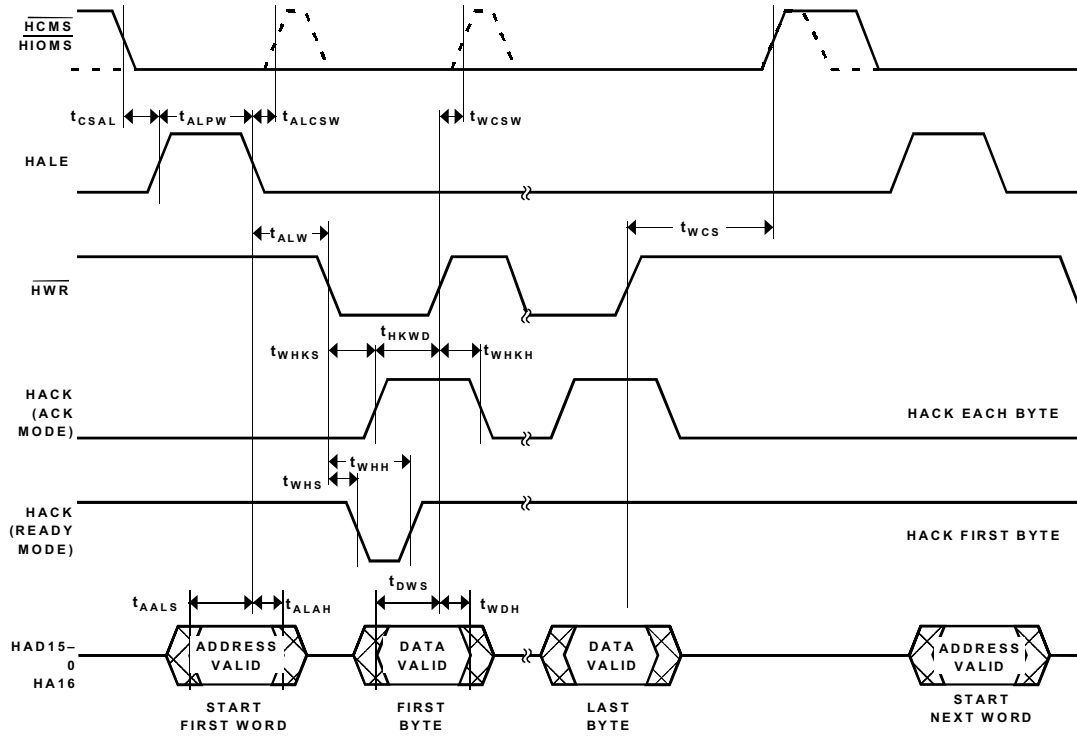 HCMS
HIOMS
tCSAL
tALPW
tALCSW
tWCSW
HALE
tALW
tWCS
HWR
tHKWD
tWHKS
tWHKH
HACK
(ACK
MODE)
HACK EACH BYTE
tWHH
tWHS
HACK
(READY
MODE)
HACK FIRST BYTE
tDWS
tAALS
tALAH
tWDH
HAD15–
0
HA16
ADDRESS
VALID
DATA
VALID
DATA
VALID
ADDRESS
VALID
START
FIRST WORD
FIRST
BYTE
LAST
BYTE
START
NEXT WORD